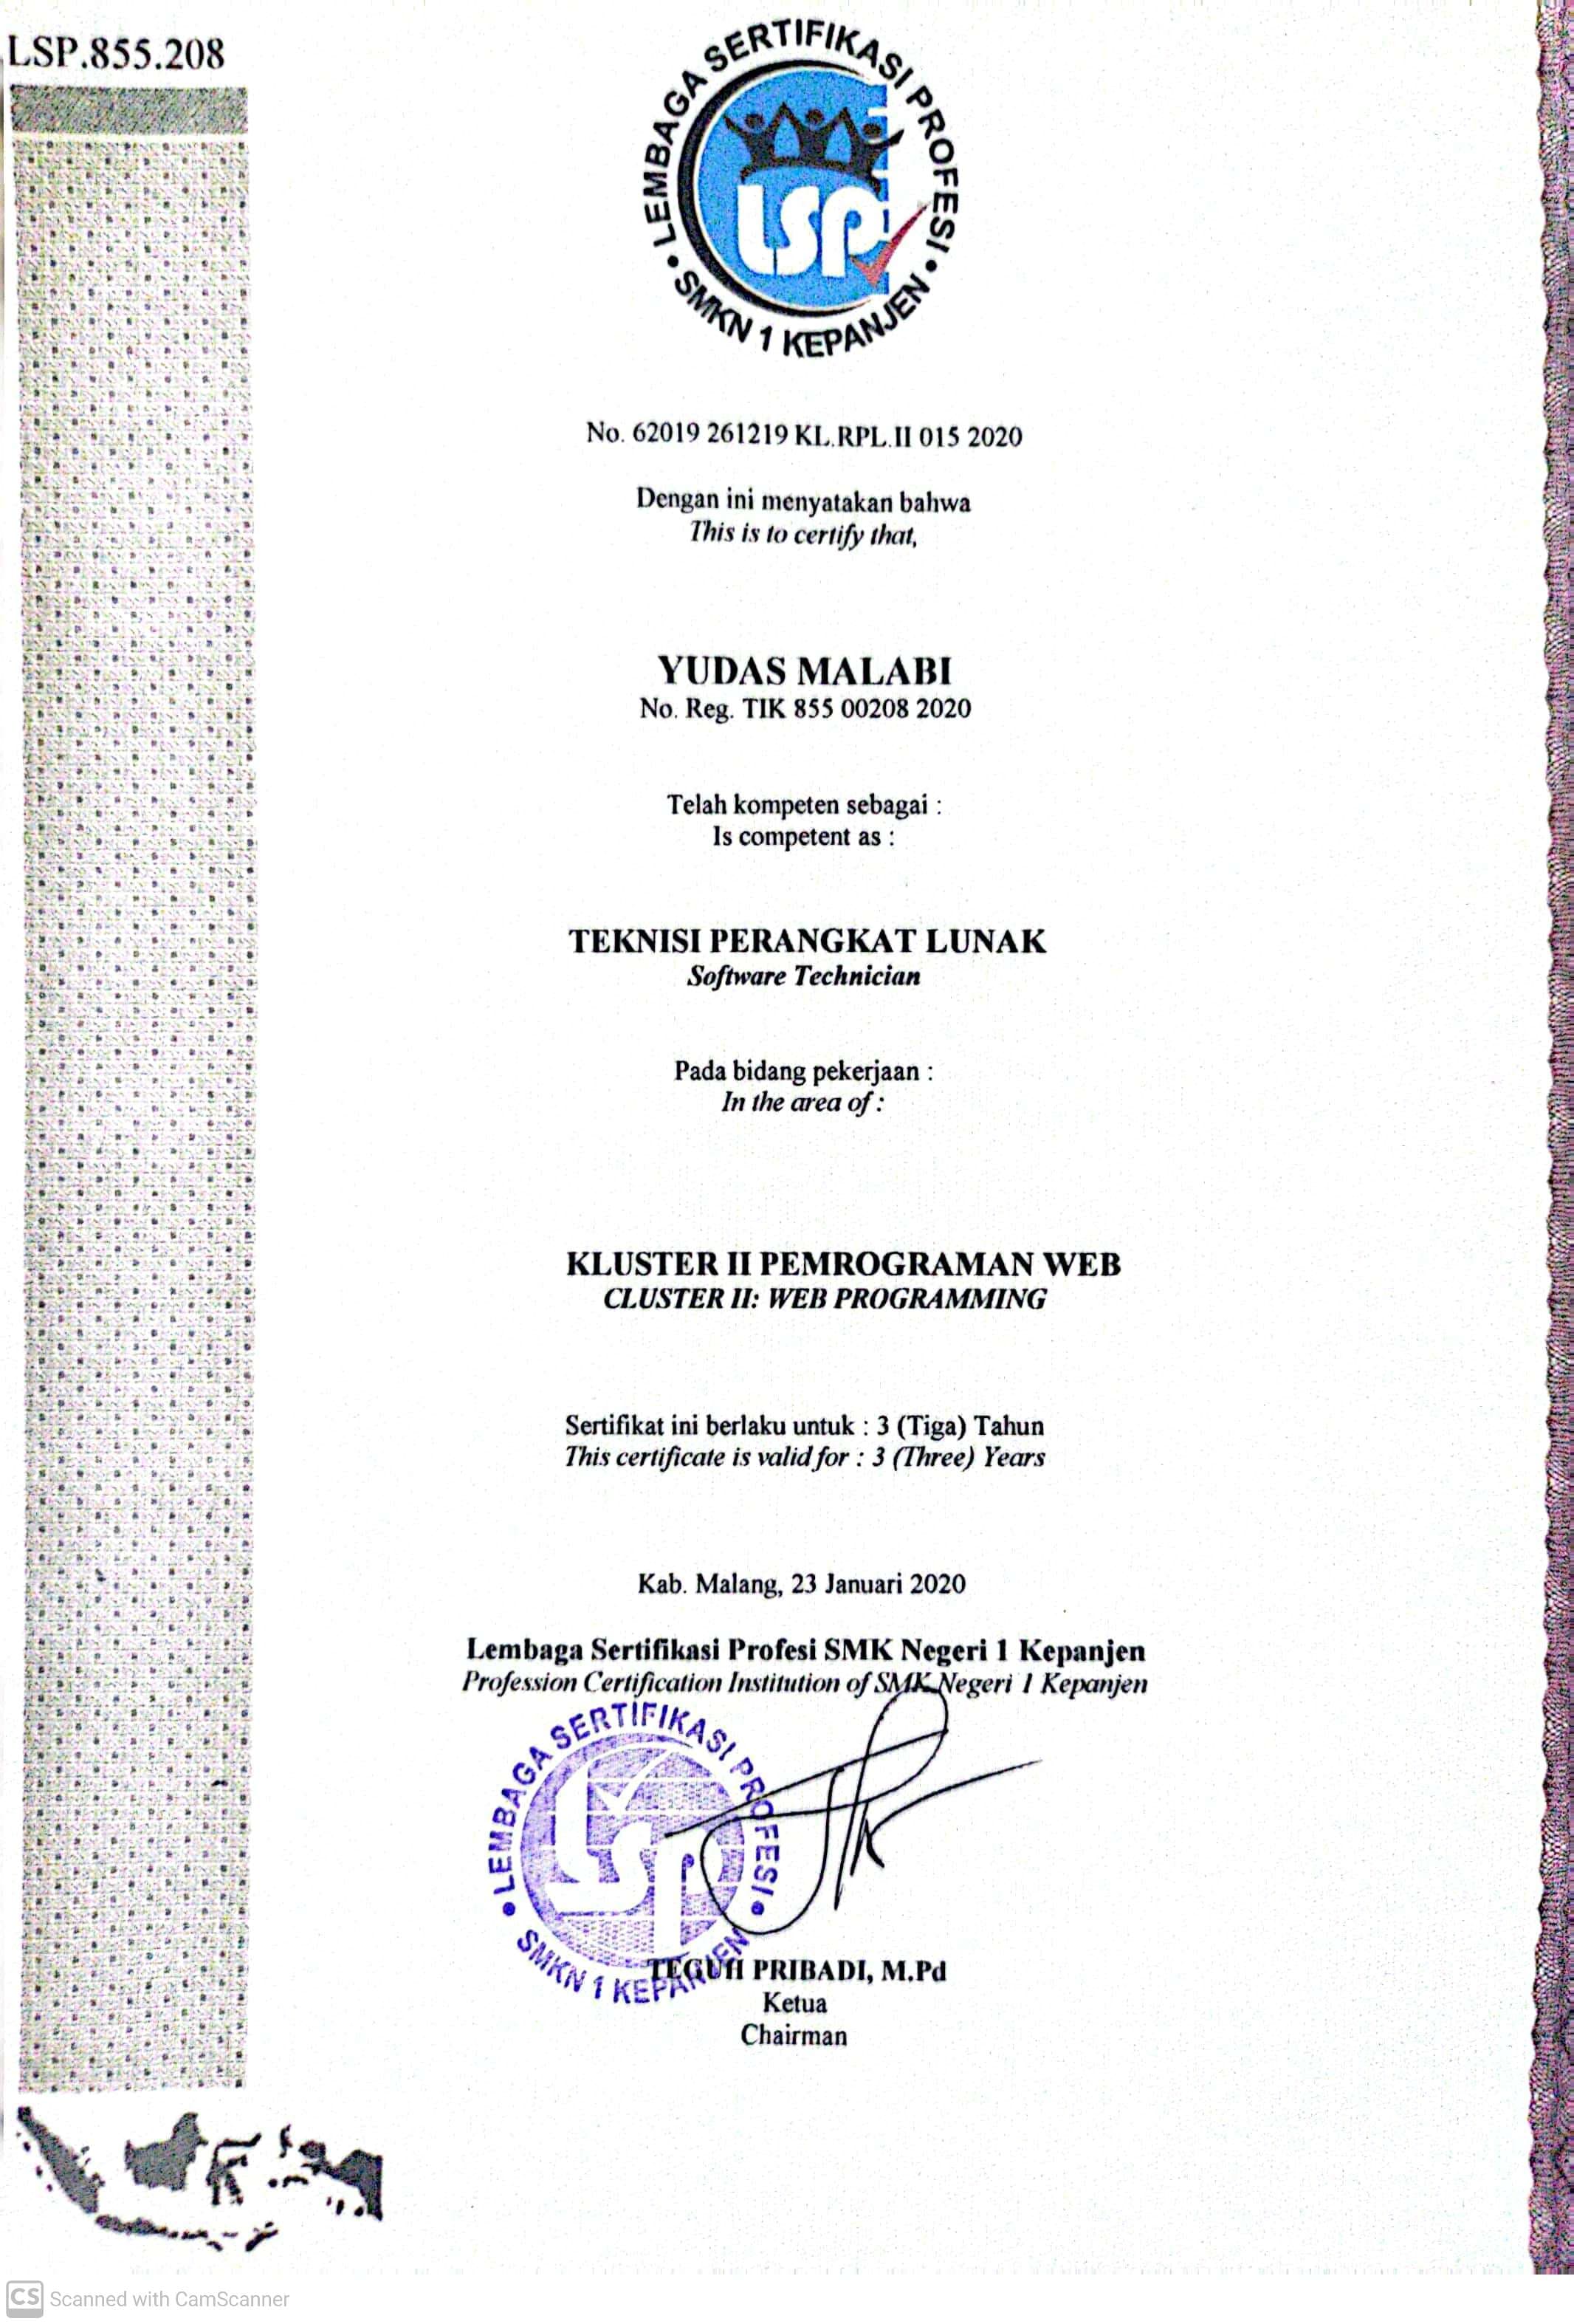 LSP.855.208
LEMBAGA SERTIFIKASI PROFESI
LSP
SMKN 1 KEPANJEN
No. 62019 261219 KL.RPL.II 015 2020
Dengan ini menyatakan bahwa
This is to certify that,
YUDAS MALABI
No. Reg. TIK 855 00208 2020
Telah kompeten sebagai :
Is competent as :
TEKNISI PERANGKAT LUNAK
Software Technician
Pada bidang pekerjaan :
In the area of :
KLUSTER II PEMROGRAMAN WEB
CLUSTER II: WEB PROGRAMMING
Sertifikat ini berlaku untuk : 3 (Tiga) Tahun
This certificate is valid for : 3 (Three) Years
Kab. Malang, 23 Januari 2020
Lembaga Sertifikasi Profesi SMK Negeri 1 Kepanjen
Profession Certification Institution of SMK Negeri 1 Kepanjen
LEMBAGA SERTIFIKASI PROFESI
LSP
SMKN 1 KEPANJEN
TEGUH PRIBADI, M.Pd
Ketua
Chairman
CS Scanned with CamScanner